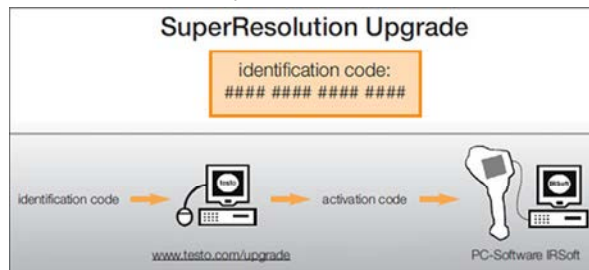 SuperResolution Upgrade
identification code:
#### #### #### ####
identification code
testo
activation code
IRSoft
www.testo.com/upgrade
PC-Software IRSoft